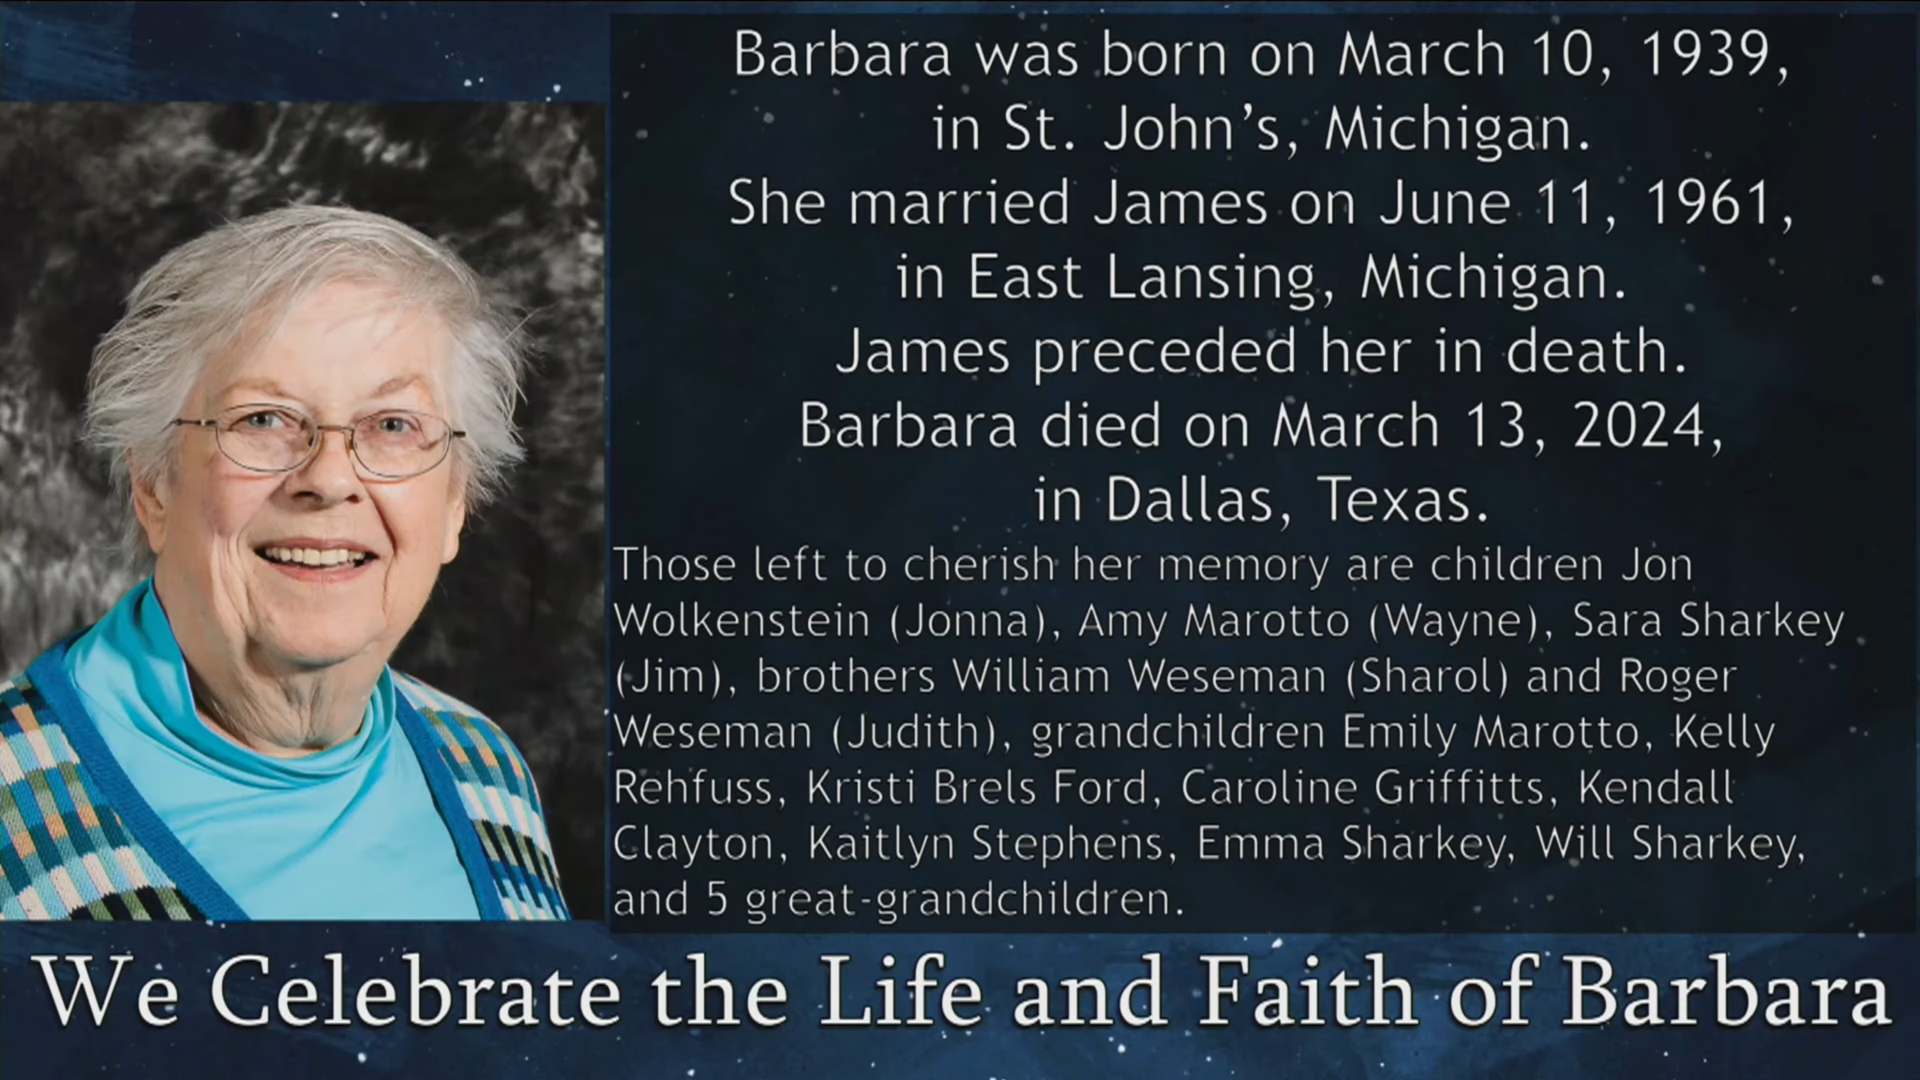 Barbara was born on March 10, 1939,
in St. John’s, Michigan.
She married James on June 11, 1961,
in East Lansing, Michigan.
James preceded her in death.
Barbara died on March 13, 2024,
in Dallas, Texas.
Those left to cherish her memory are children Jon
Wolkenstein (Jonna), Amy Marotto (Wayne), Sara Sharkey
(Jim), brothers William Weseman (Sharol) and Roger
Weseman (Judith), grandchildren Emily Marotto, Kelly
Rehfuss, Kristi Brels Ford, Caroline Griffitts, Kendall
Clayton, Kaitlyn Stephens, Emma Sharkey, Will Sharkey,
and 5 great-grandchildren.
We Celebrate the Life and Faith of Barbara